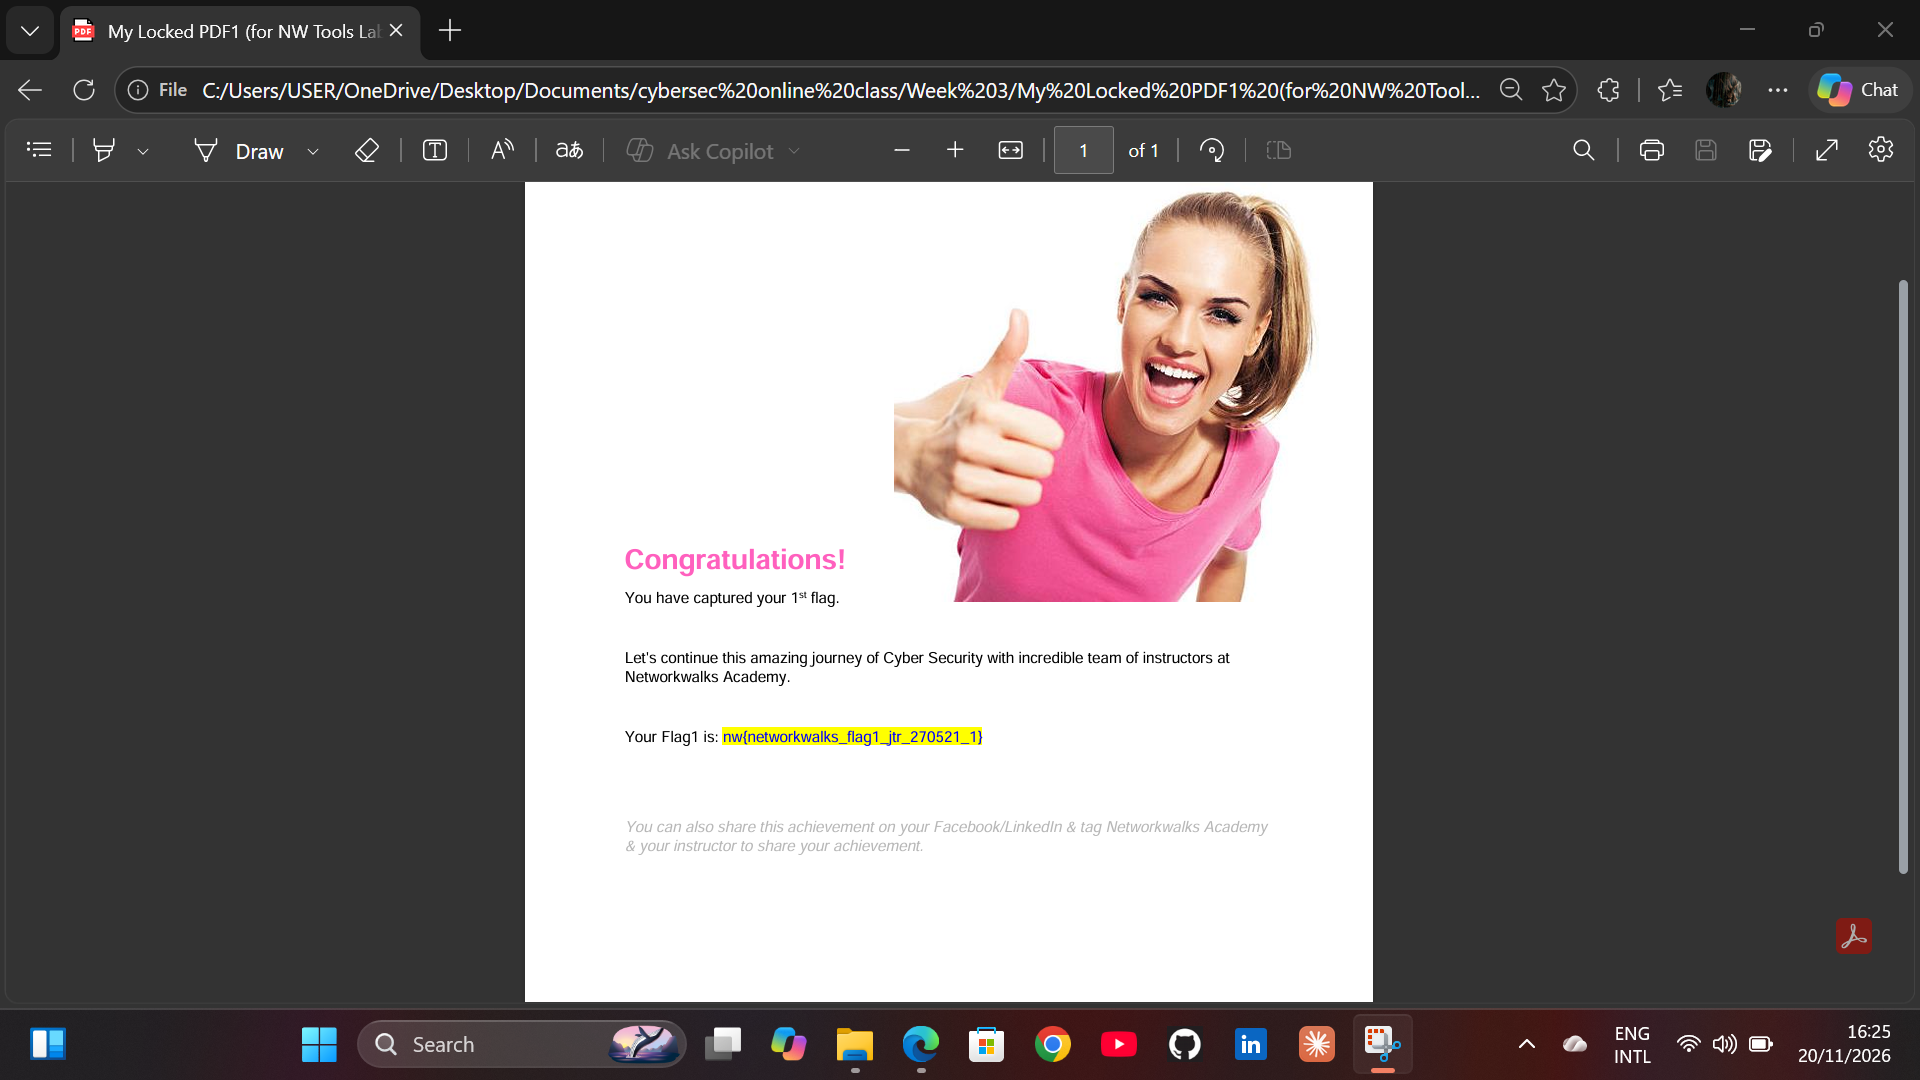 My Locked PDF1 (for NW Tools La
File C:/Users/USER/OneDrive/Desktop/Documents/cybersec%20online%20class/Week%203/My%20Locked%20PDF1%20(for%20NW%20Tool...
Chat
Draw
Ask Copilot
1 of 1
Congratulations!
You have captured your 1st flag.
Let's continue this amazing journey of Cyber Security with incredible team of instructors at
Networkwalks Academy.
Your Flag1 is: nw{networkwalks_flag1_jtr_270521_1}
You can also share this achievement on your Facebook/LinkedIn & tag Networkwalks Academy
& your instructor to share your achievement.
Search
ENG
INTL
16:25
20/11/2026